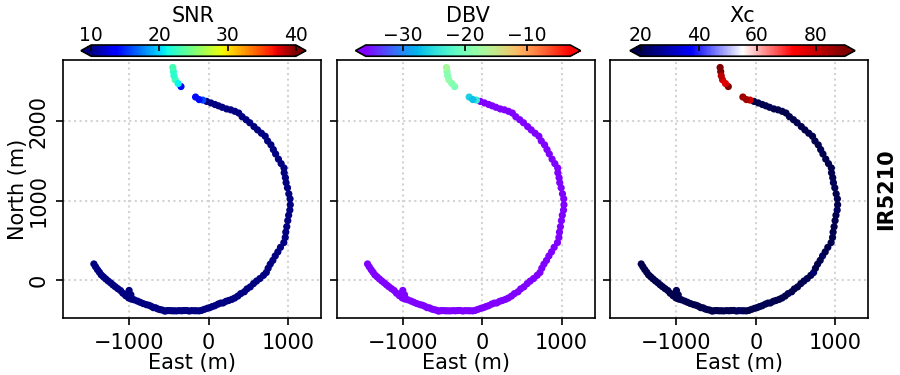 SNR DBV Xc
10 20 30 40 −30 −20 −10 20 40 60 80
North (m)
2000
1000
0
IR5210
−1000 0 1000 −1000 0 1000 −1000 0 1000
East (m) East (m) East (m)